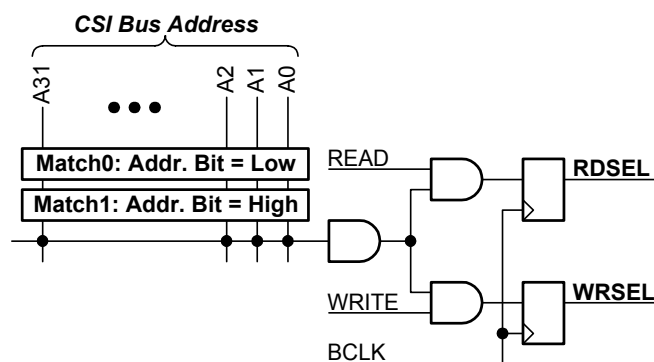 CSI Bus Address
A31
A2
A1
A0
Match0: Addr. Bit = Low
Match1: Addr. Bit = High
READ
RDSEL
WRITE
WRSEL
BCLK